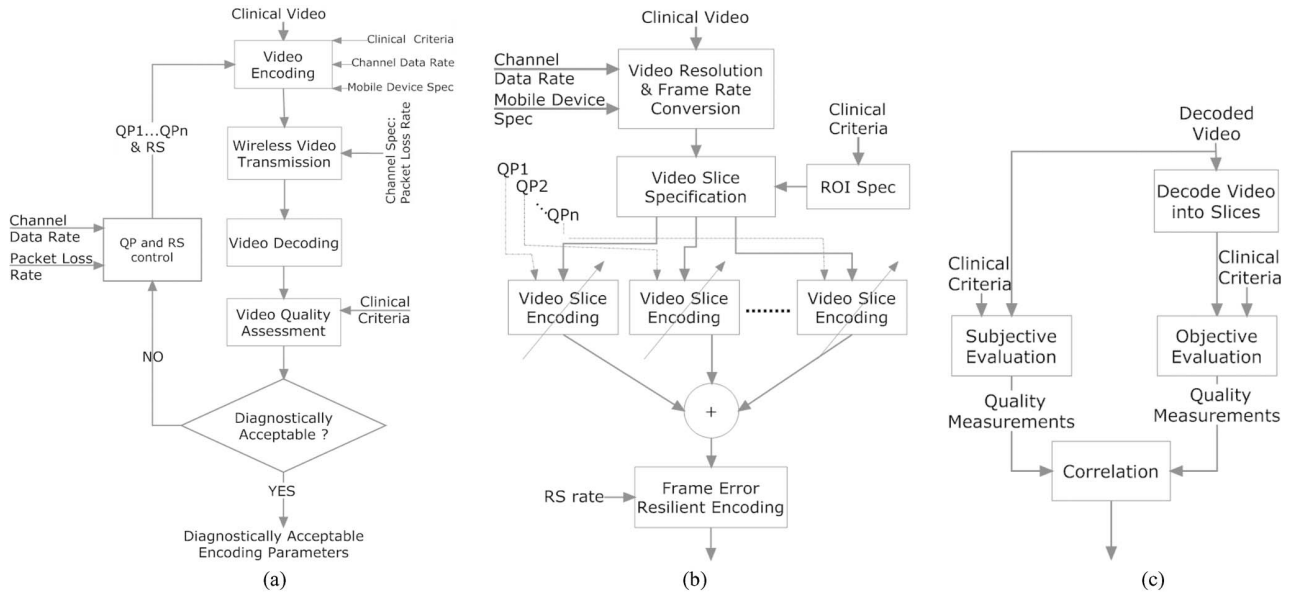 Clinical Video
Video
Encoding
Clinical Criteria
Channel Data Rate
Mobile Device Spec
QP1...QPn
& RS
Wireless Video
Transmission
Channel Spec:
Packet Loss Rate
Channel
Data Rate
Packet Loss
Rate
QP and RS
control
Video Decoding
Video Quality
Assessment
Clinical
Criteria
NO
Diagnostically
Acceptable ?
YES
Diagnostically Acceptable
Encoding Parameters
(a)
Clinical Video
Channel
Data Rate
Mobile Device
Spec
Video Resolution
& Frame Rate
Conversion
Clinical
Criteria
QP1
QP2
QPn
Video Slice
Specification
ROI Spec
Video Slice
Encoding
Video Slice
Encoding
Video Slice
Encoding
+
RS rate
Frame Error
Resilient Encoding
(b)
Decoded
Video
Decode Video
into Slices
Clinical
Criteria
Clinical
Criteria
Subjective
Evaluation
Objective
Evaluation
Quality
Measurements
Quality
Measurements
Correlation
(c)